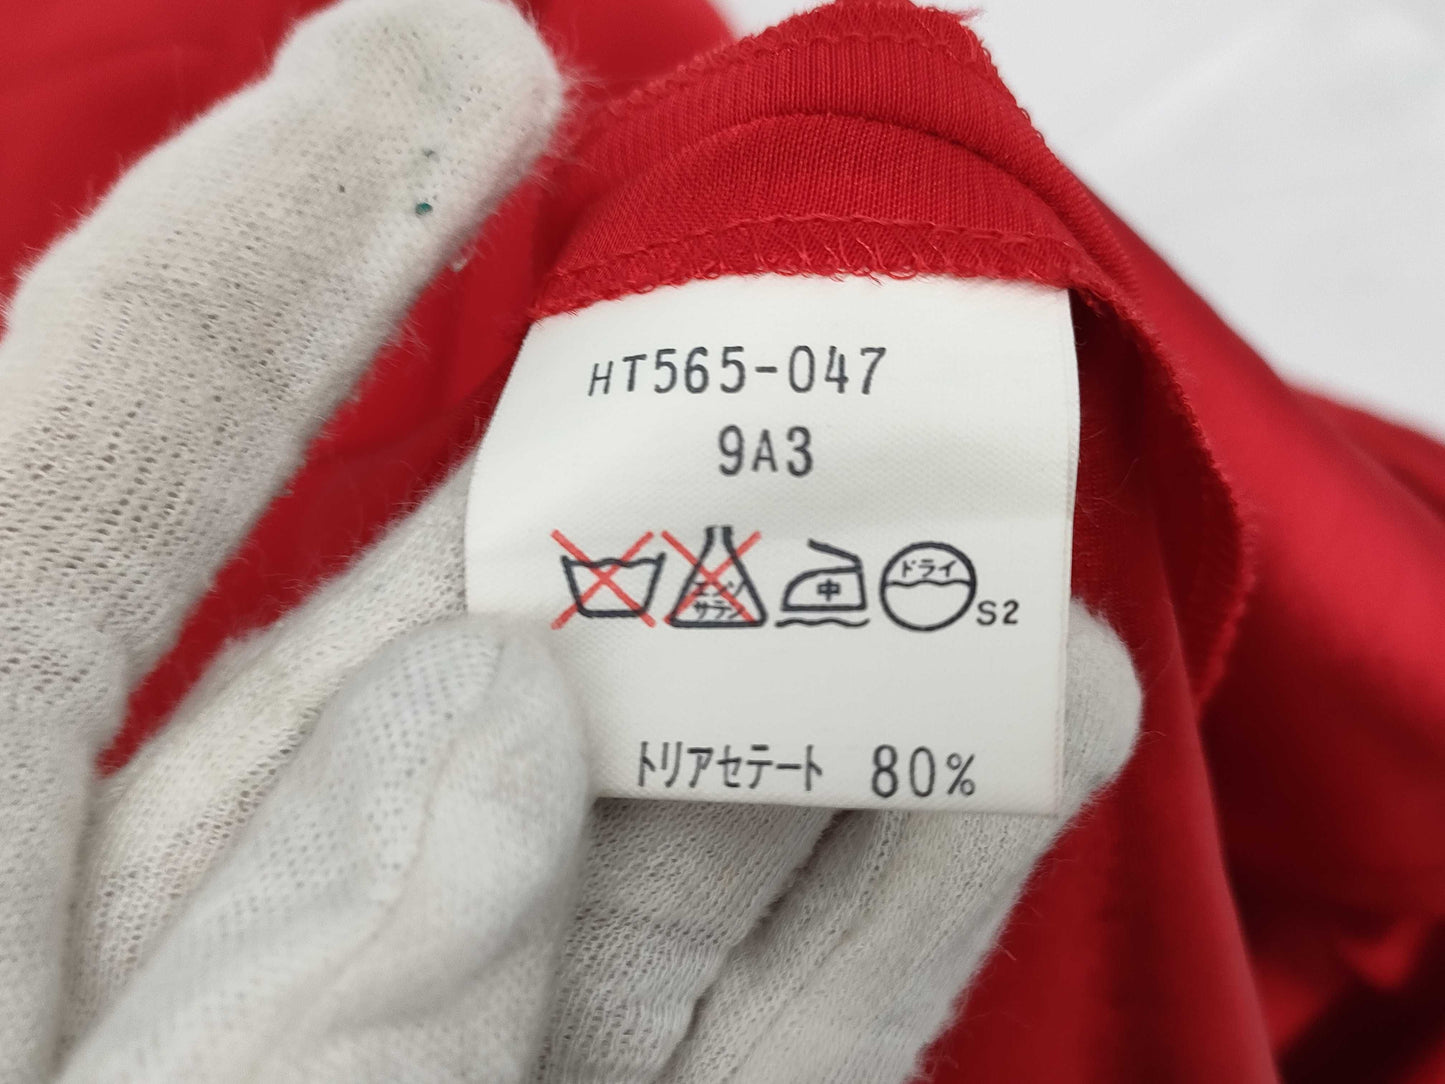 HT565-047
9A3
エンソ
サラシ
中
ドライ
S2
トリアセテート 80%